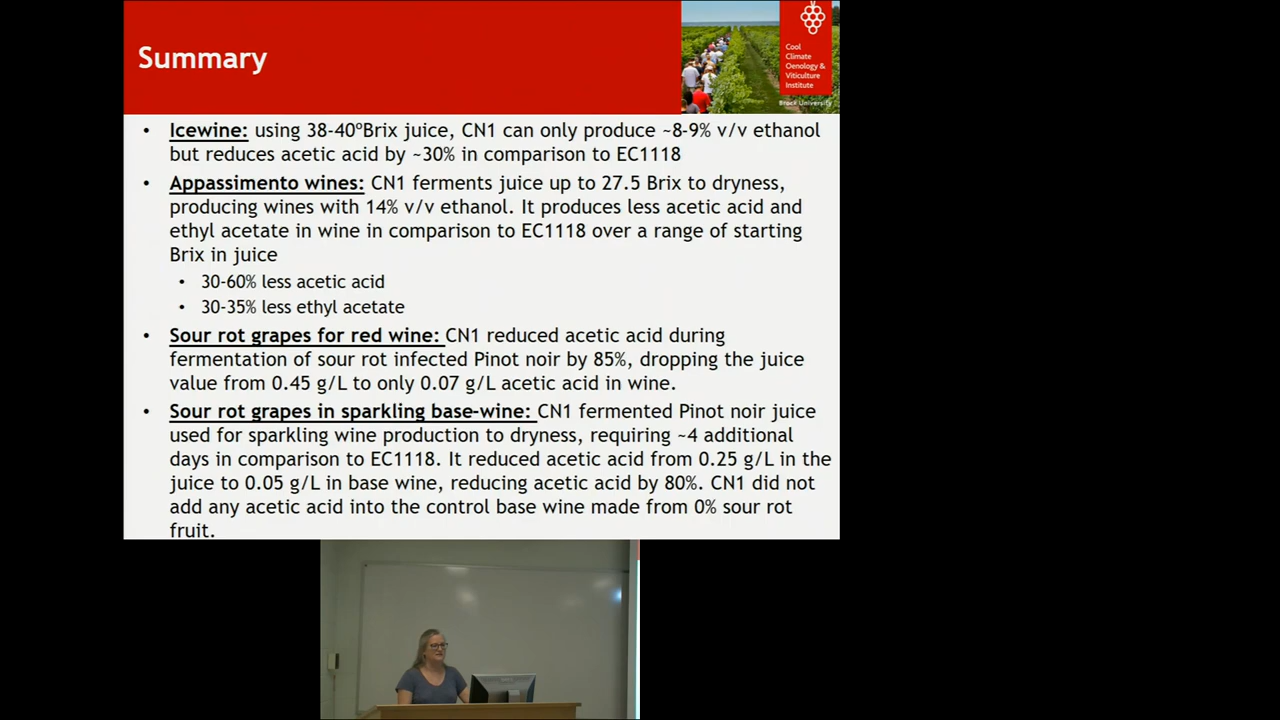 Summary
Cool
Climate
Oenology &
Viticulture
Institute
Brock University
• Icewine: using 38-40ºBrix juice, CN1 can only produce ~8-9% v/v ethanol
but reduces acetic acid by ~30% in comparison to EC1118
• Appassimento wines: CN1 ferments juice up to 27.5 Brix to dryness,
producing wines with 14% v/v ethanol. It produces less acetic acid and
ethyl acetate in wine in comparison to EC1118 over a range of starting
Brix in juice
• 30-60% less acetic acid
• 30-35% less ethyl acetate
• Sour rot grapes for red wine: CN1 reduced acetic acid during
fermentation of sour rot infected Pinot noir by 85%, dropping the juice
value from 0.45 g/L to only 0.07 g/L acetic acid in wine.
• Sour rot grapes in sparkling base-wine: CN1 fermented Pinot noir juice
used for sparkling wine production to dryness, requiring ~4 additional
days in comparison to EC1118. It reduced acetic acid from 0.25 g/L in the
juice to 0.05 g/L in base wine, reducing acetic acid by 80%. CN1 did not
add any acetic acid into the control base wine made from 0% sour rot
fruit.